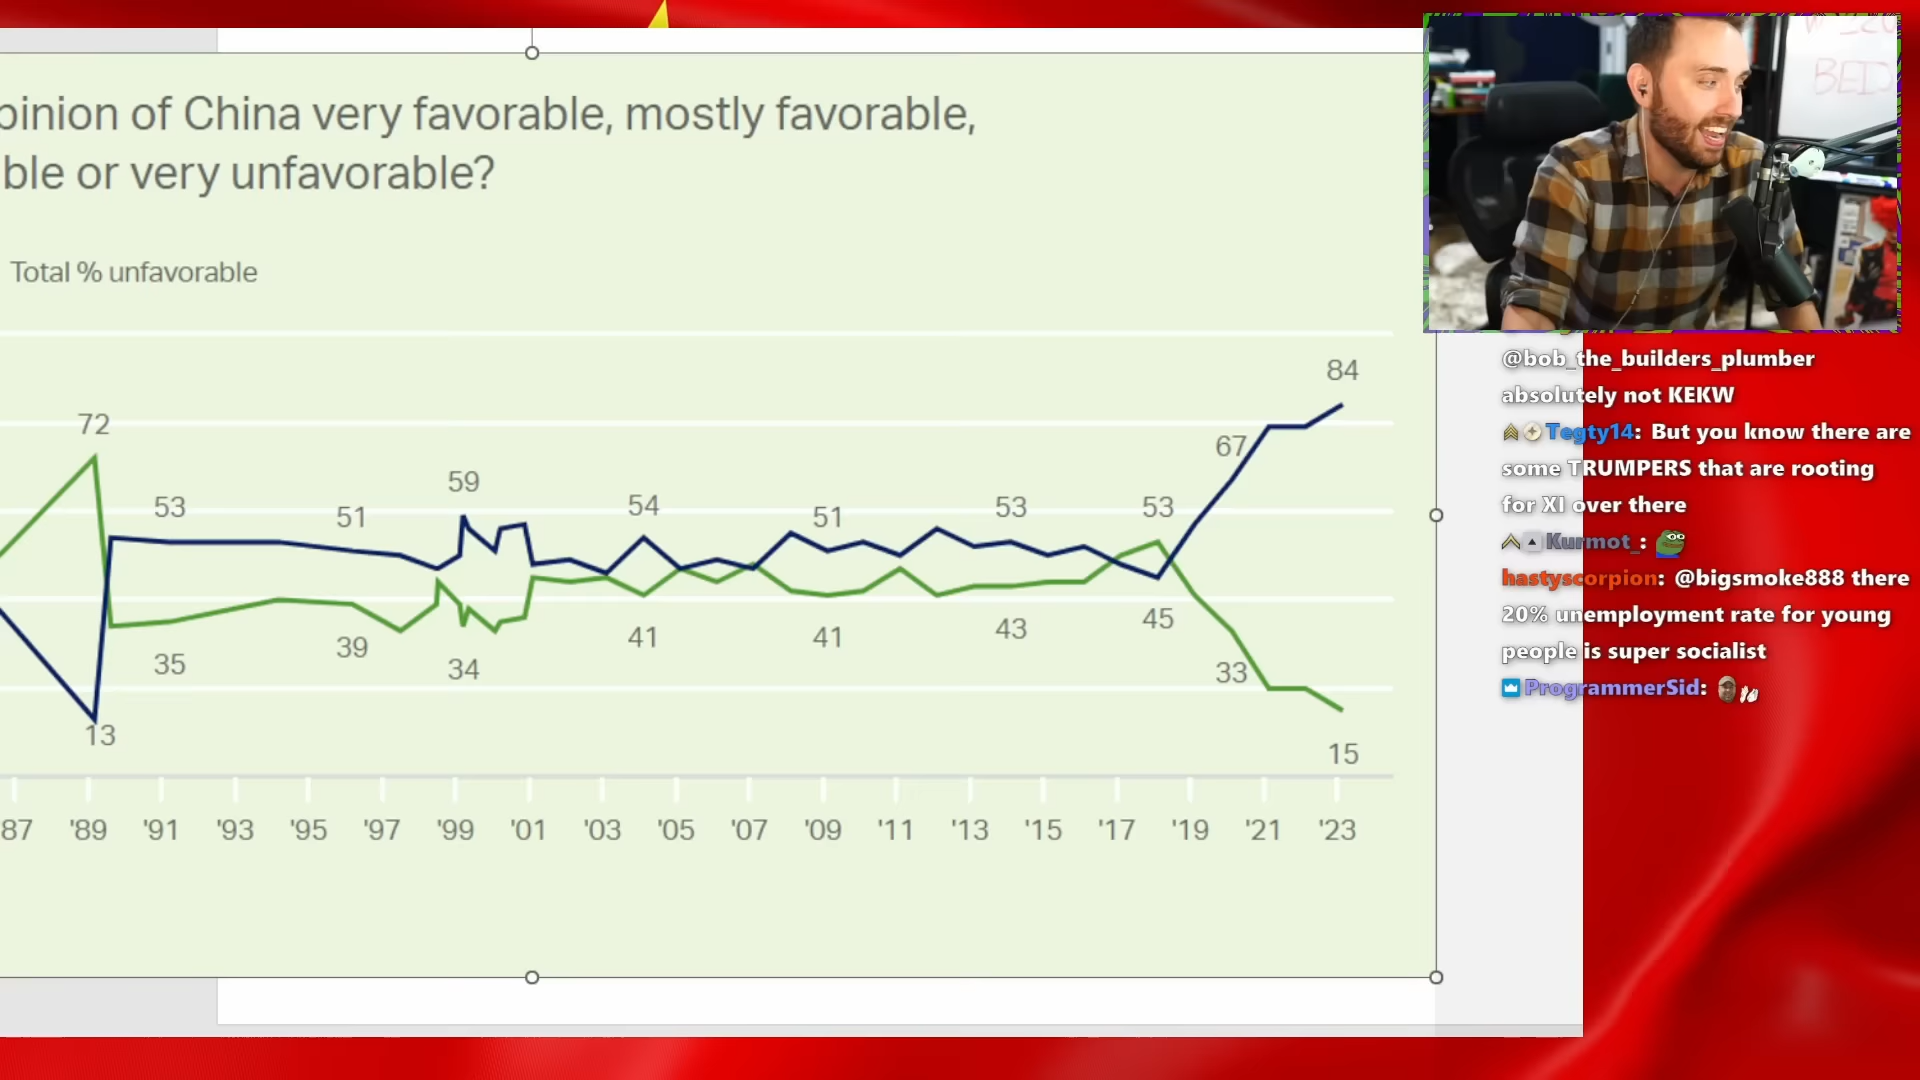 pinion of China very favorable, mostly favorable,
ble or very unfavorable?
Total % unfavorable
84
72
67
59
53
51
54
51
53
53
39
35
34
41
41
43
45
33
13
15
'87 '89 '91 '93 '95 '97 '99 '01 '03 '05 '07 '09 '11 '13 '15 '17 '19 '21 '23
BEID
@bob_the_builders_plumber
absolutely not KEKW
Tegty14: But you know there are
some TRUMPERS that are rooting
for XI over there
Kurmot_:
hastyscorpion: @bigsmoke888 there
20% unemployment rate for young
people is super socialist
ProgrammerSid: